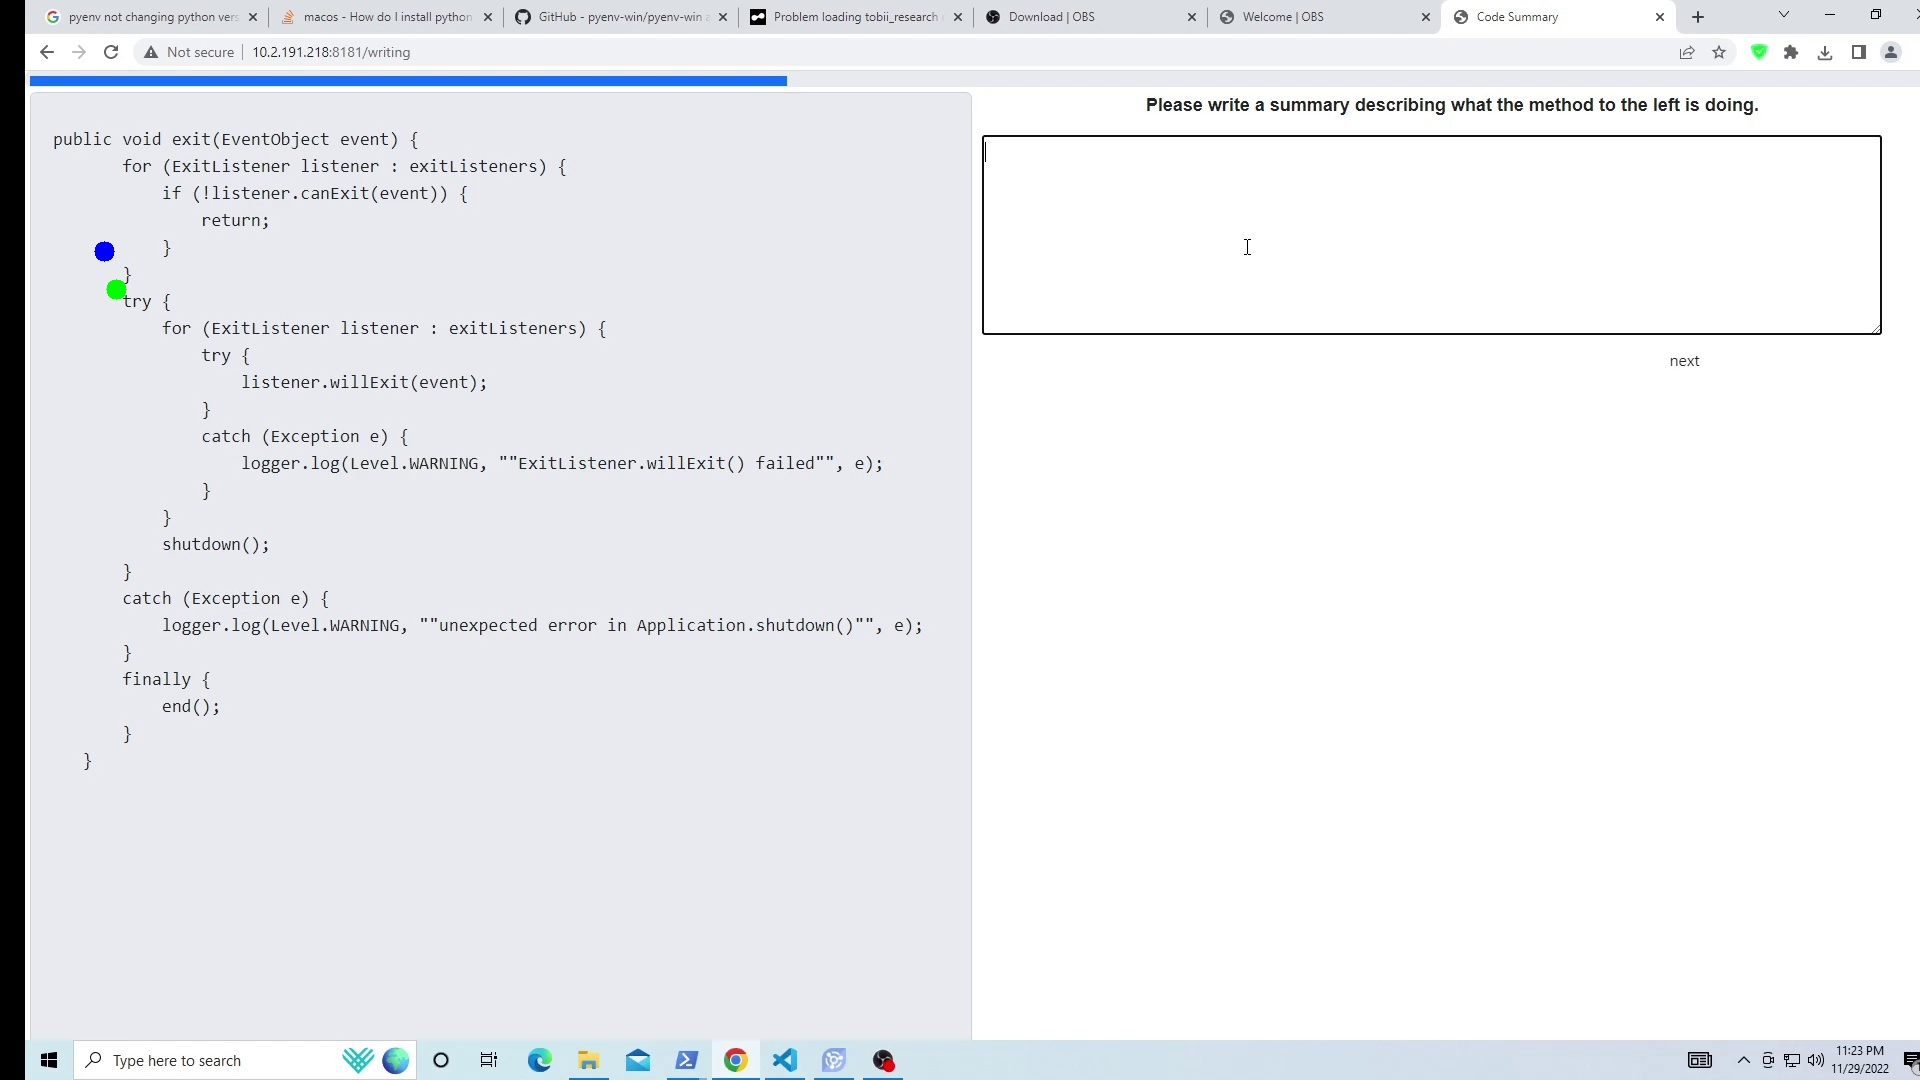 pyenv not changing python vers
macos - How do I install python
GitHub - pyenv-win/pyenv-win a
Problem loading tobii_research
Download | OBS
Welcome | OBS
Code Summary
Not secure
10.2.191.218:8181/writing
public void exit(EventObject event) {
for (ExitListener listener : exitListeners) {
if (!listener.canExit(event)) {
return;
}
}
try {
for (ExitListener listener : exitListeners) {
try {
listener.willExit(event);
}
catch (Exception e) {
logger.log(Level.WARNING, ""ExitListener.willExit() failed"", e);
}
}
shutdown();
}
catch (Exception e) {
logger.log(Level.WARNING, ""unexpected error in Application.shutdown()"", e);
}
finally {
end();
}
}
Please write a summary describing what the method to the left is doing.
next
Type here to search
11:23 PM
11/29/2022